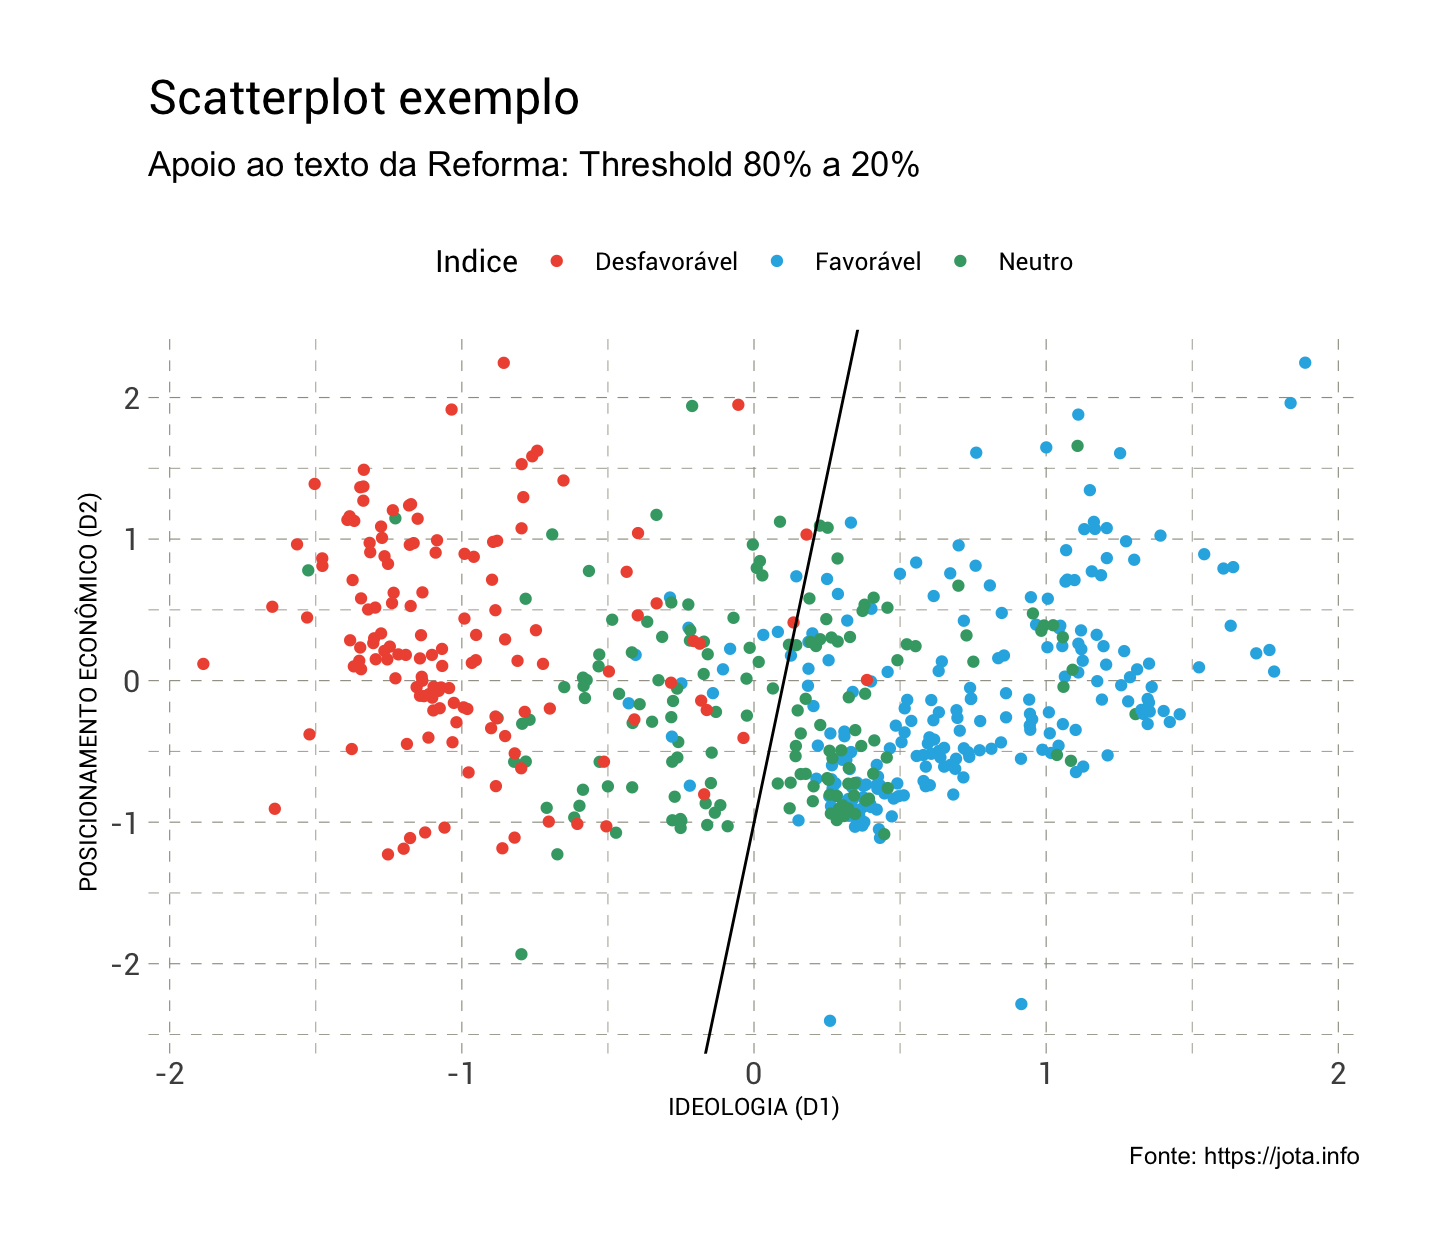 Scatterplot exemplo
Apoio ao texto da Reforma: Threshold 80% a 20%
Indice Desfavorável Favorável Neutro
2
1
0
-1
-2
POSICIONAMENTO ECONÔMICO (D2)
-2 -1 0 1 2
IDEOLOGIA (D1)
Fonte: https://jota.info